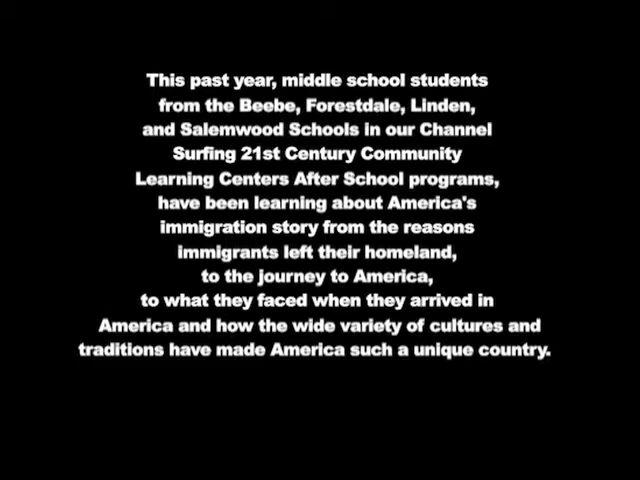 This past year, middle school students
from the Beebe, Forestdale, Linden,
and Salemwood Schools in our Channel
Surfing 21st Century Community
Learning Centers After School programs,
have been learning about America's
immigration story from the reasons
immigrants left their homeland,
to the journey to America,
to what they faced when they arrived in
America and how the wide variety of cultures and
traditions have made America such a unique country.